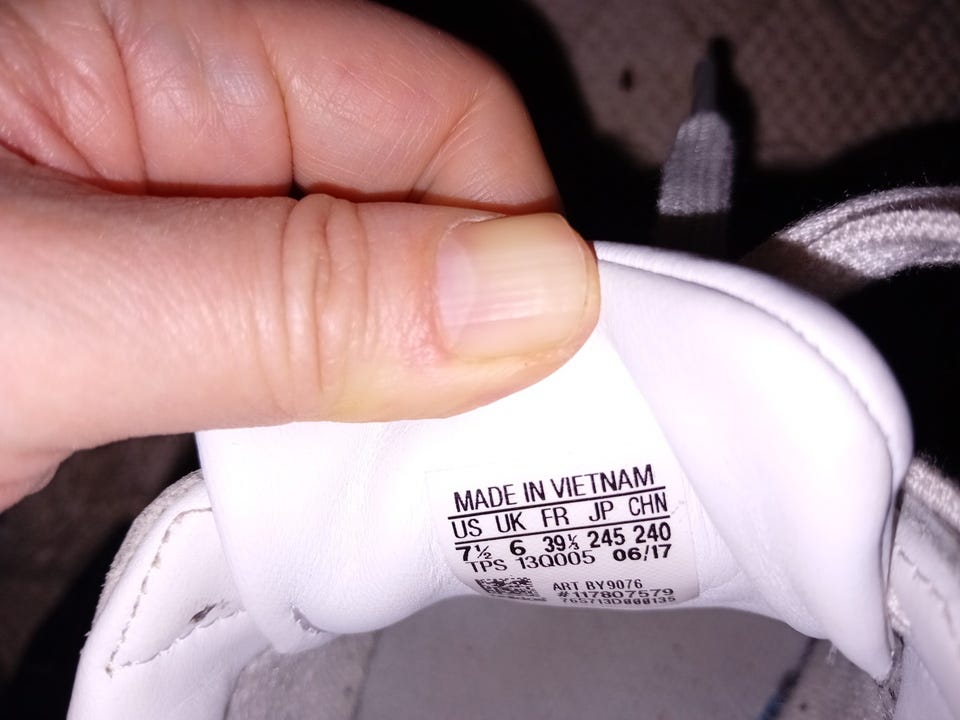 MADE IN VIETNAM
US UK FR JP CHN
7½ 6 39⅓ 245 240
TPS 13Q005 06/17
ART BY9076
#117807579